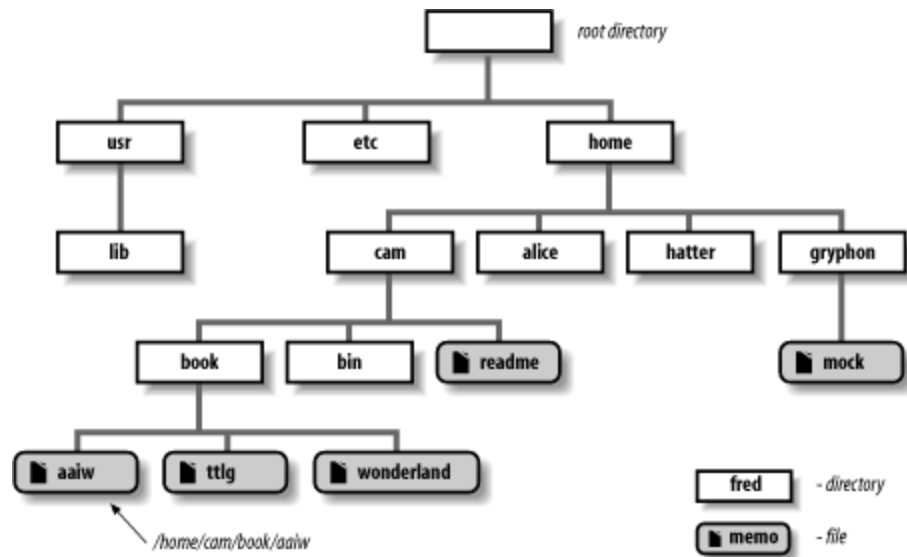 root directory
usr
etc
home
lib
cam
alice
hatter
gryphon
book
bin
readme
mock
aaiw
ttlg
wonderland
fred
- directory
memo
- file
/home/cam/book/aaiw